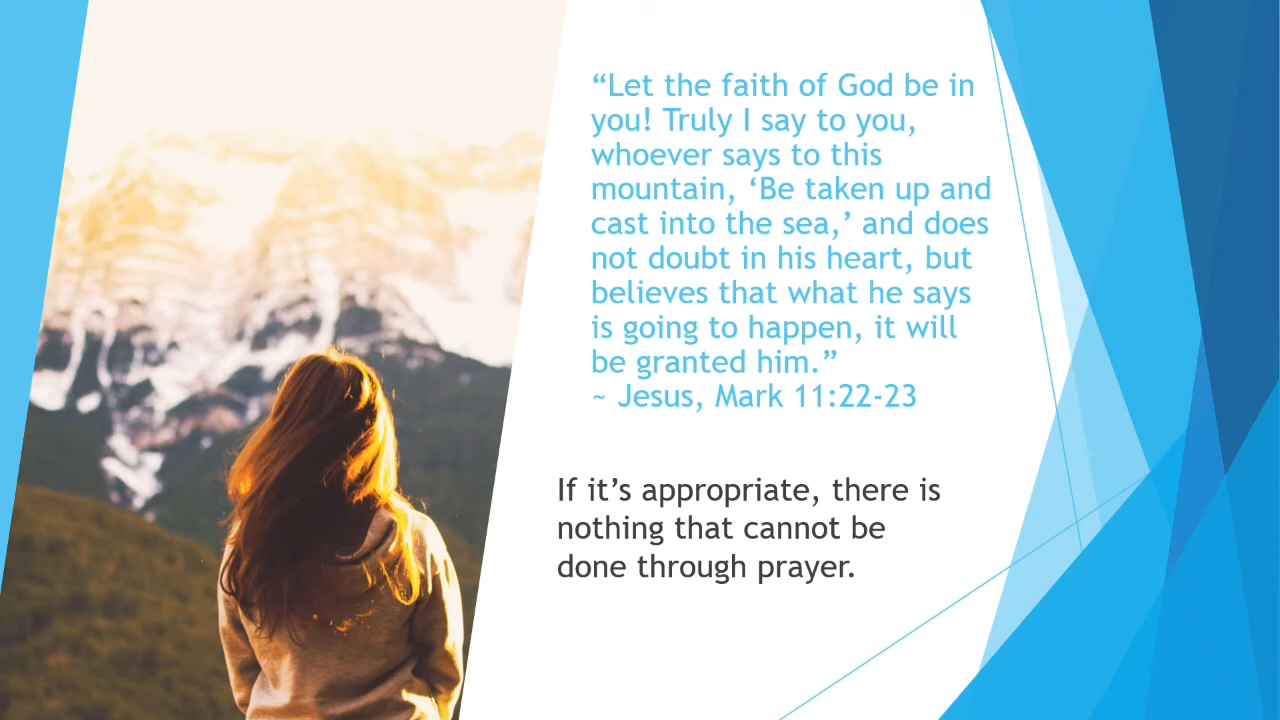 “Let the faith of God be in
you! Truly I say to you,
whoever says to this
mountain, ‘Be taken up and
cast into the sea,’ and does
not doubt in his heart, but
believes that what he says
is going to happen, it will
be granted him.”
~ Jesus, Mark 11:22-23
If it’s appropriate, there is
nothing that cannot be
done through prayer.